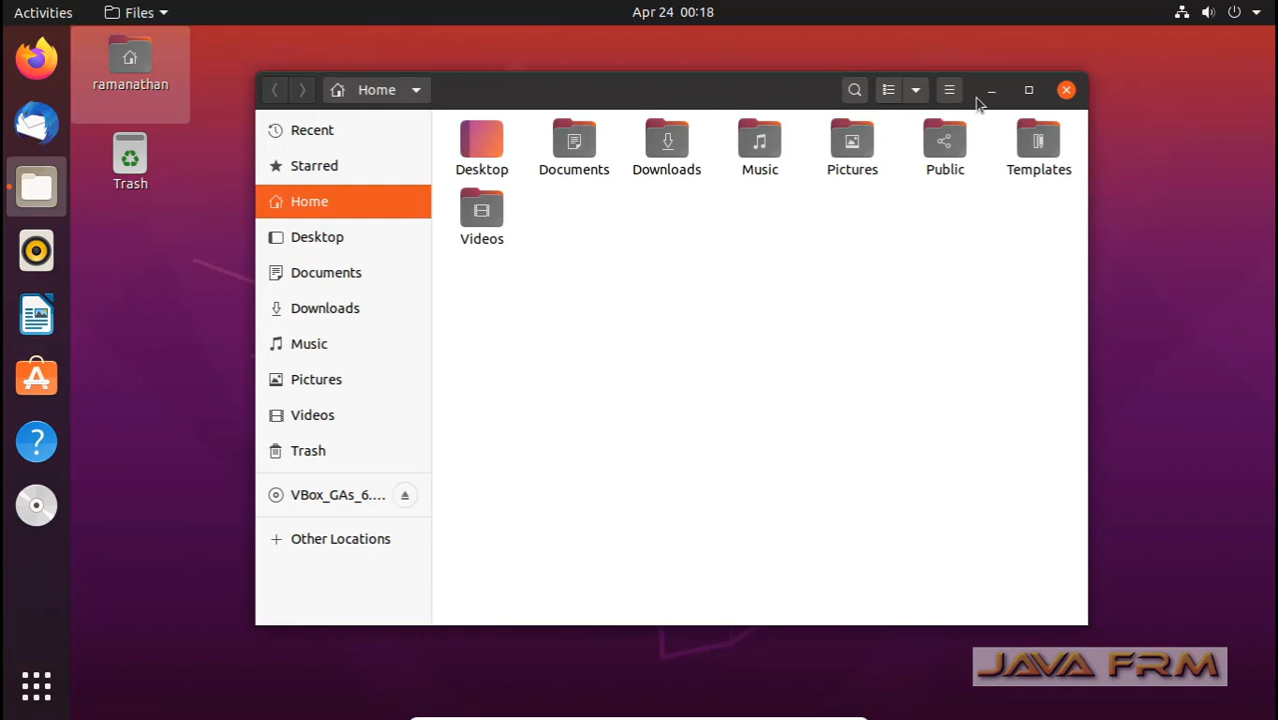 Activities
Files
Apr 24 00:18
ramanathan
Trash
Home
Recent
Starred
Home
Desktop
Documents
Downloads
Music
Pictures
Videos
Trash
VBox_GAs_6....
Other Locations
Desktop
Documents
Downloads
Music
Pictures
Public
Templates
Videos
JAVA FRM